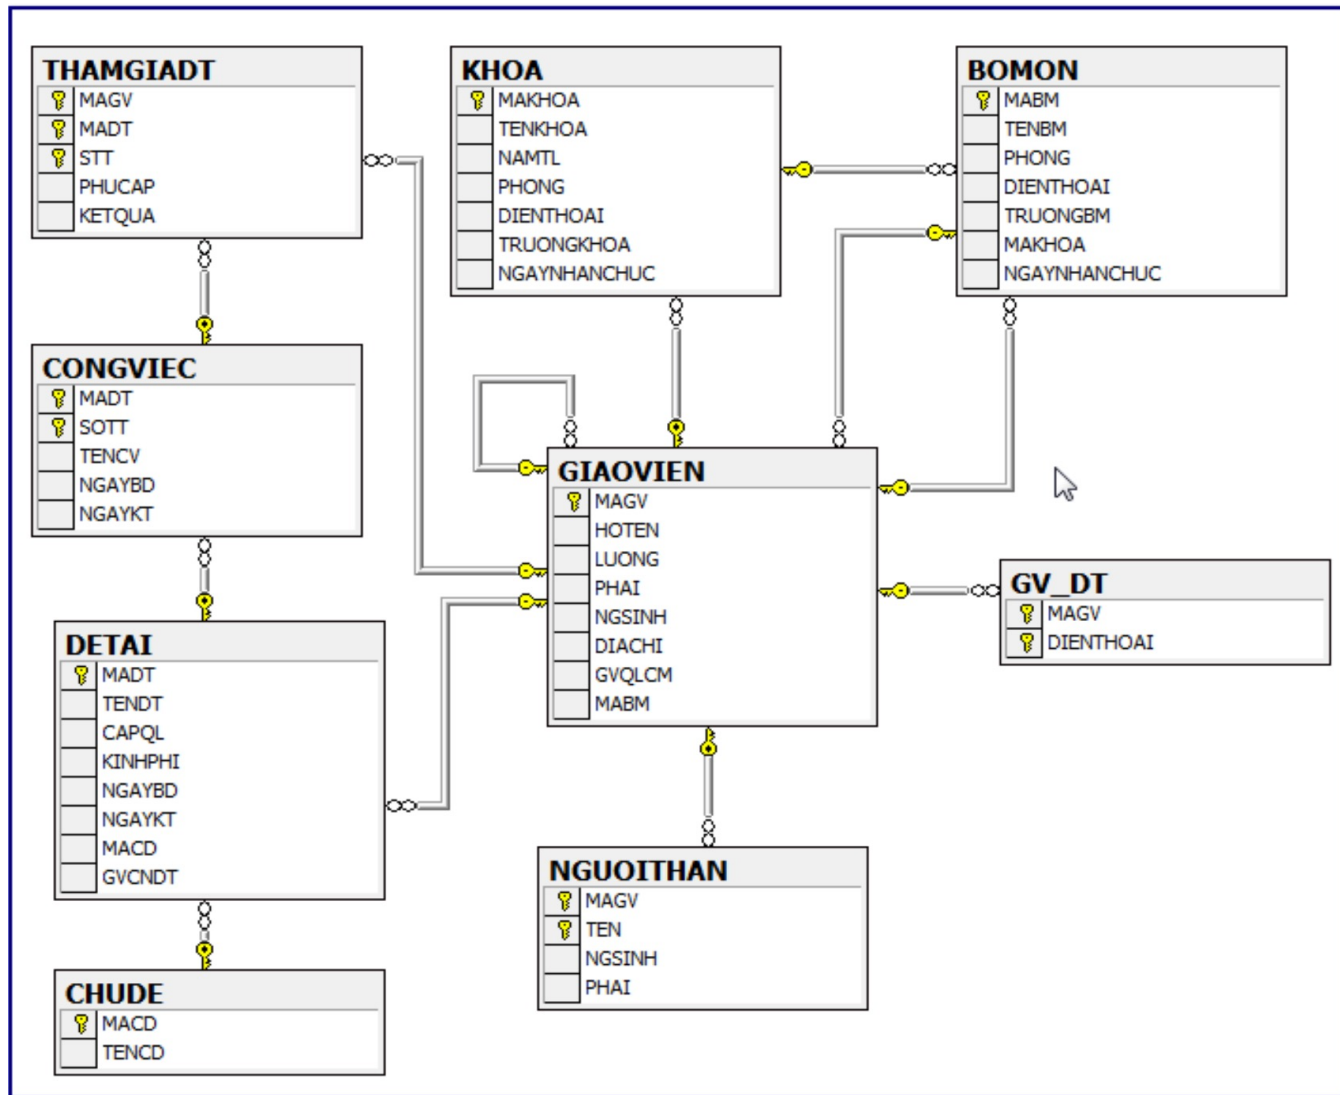 THAMGIADT
MAGV
MADT
STT
PHUCAP
KETQUA
KHOA
MAKHOA
TENKHOA
NAMTL
PHONG
DIENTHOAI
TRUONGKHOA
NGAYNHANCHUC
BOMON
MABM
TENBM
PHONG
DIENTHOAI
TRUONGBM
MAKHOA
NGAYNHANCHUC
CONGVIEC
MADT
SOTT
TENCV
NGAYBD
NGAYKT
GIAOVIEN
MAGV
HOTEN
LUONG
PHAI
NGSINH
DIACHI
GVQLCM
MABM
GV_DT
MAGV
DIENTHOAI
DETAI
MADT
TENDT
CAPQL
KINHPHI
NGAYBD
NGAYKT
MACD
GVCNDT
NGUOITHAN
MAGV
TEN
NGSINH
PHAI
CHUDE
MACD
TENCD